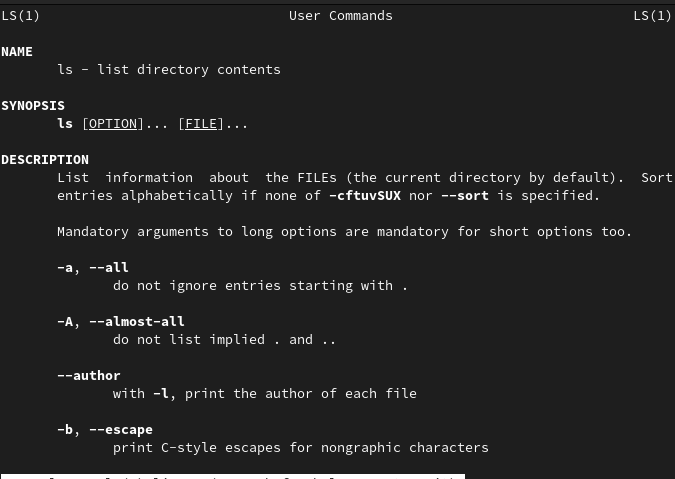 LS(1) User Commands LS(1)
NAME
ls - list directory contents
SYNOPSIS
ls [OPTION]... [FILE]...
DESCRIPTION
List information about the FILEs (the current directory by default). Sort
entries alphabetically if none of -cftuvSUX nor --sort is specified.
Mandatory arguments to long options are mandatory for short options too.
-a, --all
do not ignore entries starting with .
-A, --almost-all
do not list implied . and ..
--author
with -l, print the author of each file
-b, --escape
print C-style escapes for nongraphic characters